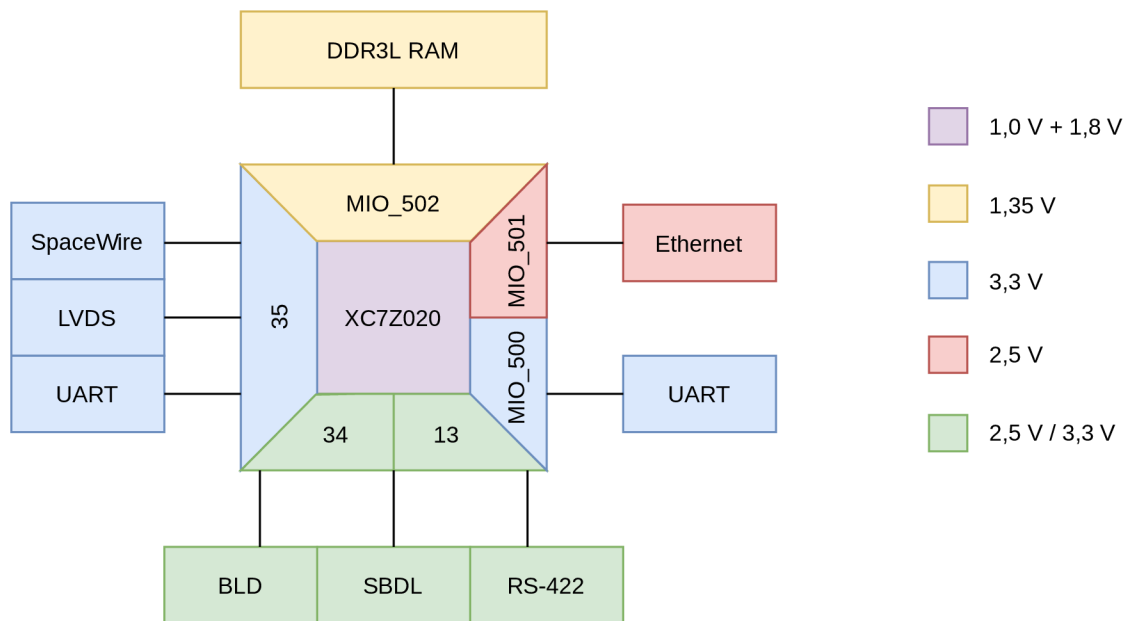 DDR3L RAM
MIO_502
MIO_501
SpaceWire
LVDS
UART
35
XC7Z020
MIO_500
34
13
Ethernet
UART
BLD
SBDL
RS-422
1,0 V + 1,8 V
1,35 V
3,3 V
2,5 V
2,5 V / 3,3 V